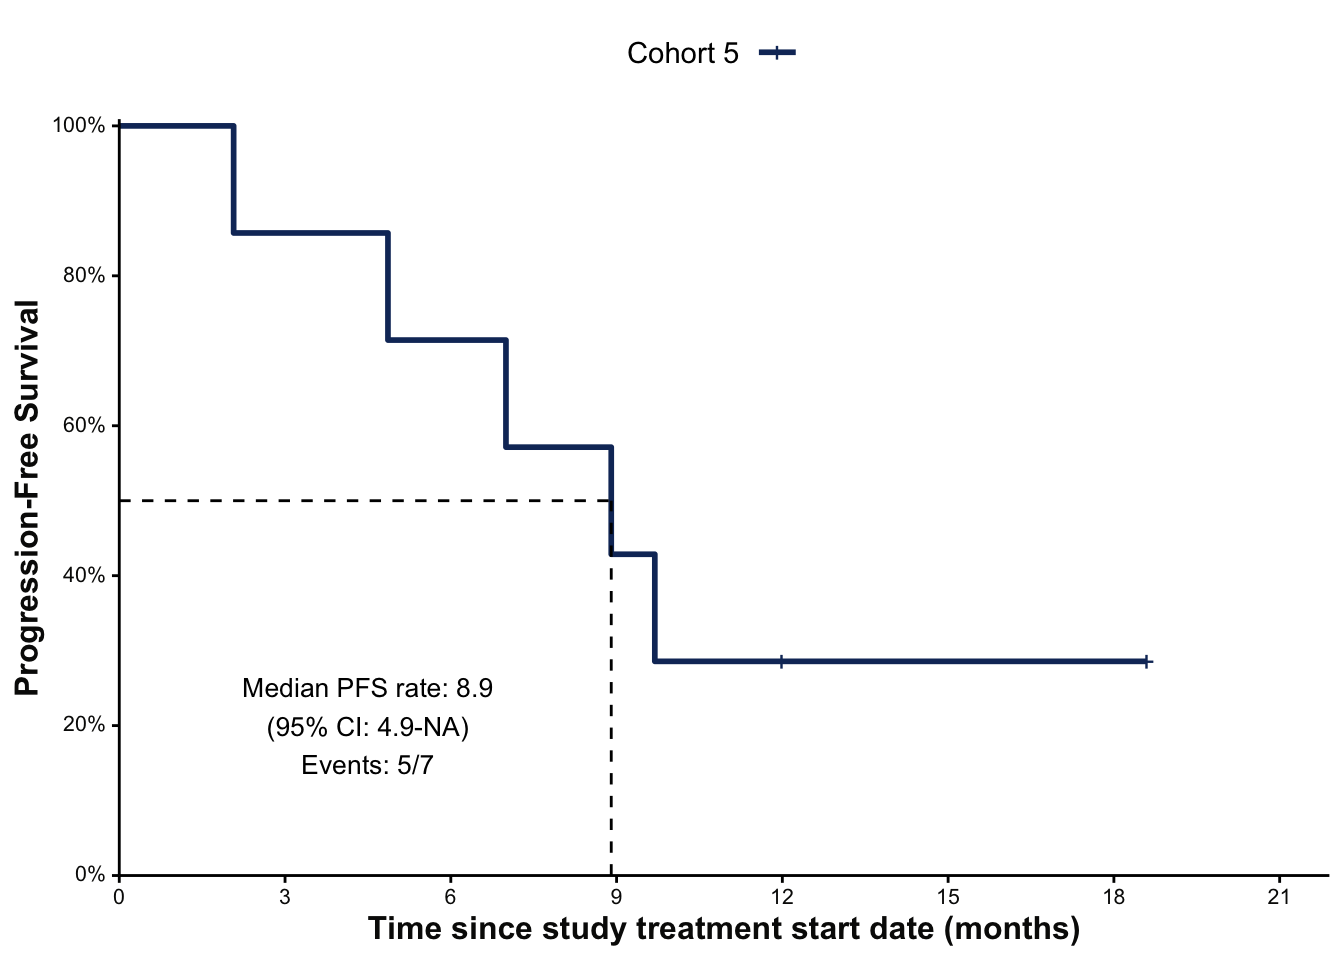 Cohort 5
100%
80%
60%
40%
20%
0%
Progression-Free Survival
Median PFS rate: 8.9
(95% CI: 4.9-NA)
Events: 5/7
0 3 6 9 12 15 18 21
Time since study treatment start date (months)